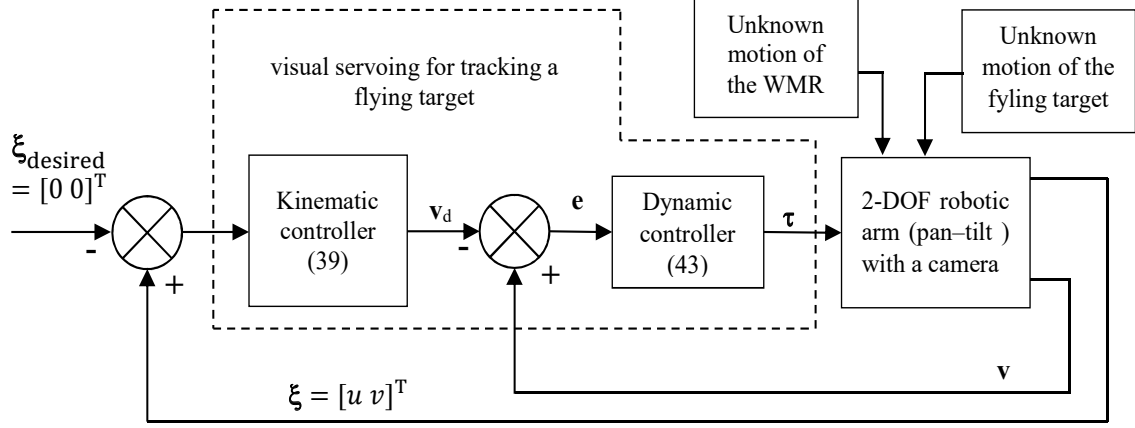 Unknown
motion of
the WMR
Unknown
motion of the
fyling target
visual servoing for tracking a
flying target
ξdesired
= [0 0]ᵀ
-
+
Kinematic
controller
(39)
vd
-
+
e
Dynamic
controller
(43)
τ
2-DOF robotic
arm (pan–tilt )
with a camera
v
ξ = [u v]ᵀ